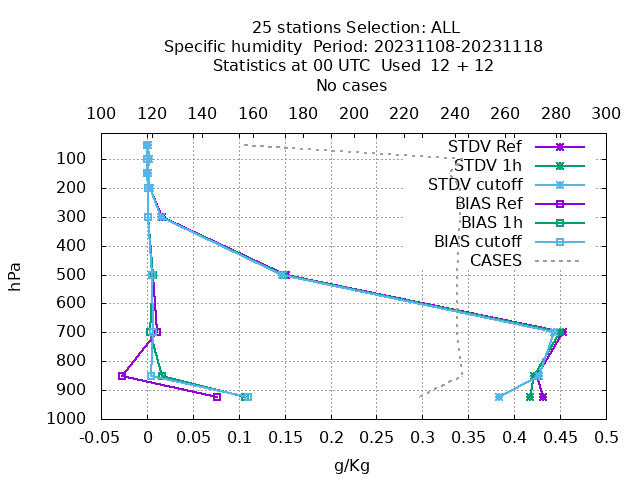 25 stations Selection: ALL
Specific humidity  Period: 20231108-20231118
Statistics at 00 UTC  Used  12 + 12
No cases
100 120 140 160 180 200 220 240 260 280 300
STDV Ref
STDV 1h
STDV cutoff
BIAS Ref
BIAS 1h
BIAS cutoff
CASES
hPa
100
200
300
400
500
600
700
800
900
1000
-0.05 0 0.05 0.1 0.15 0.2 0.25 0.3 0.35 0.4 0.45 0.5
g/Kg